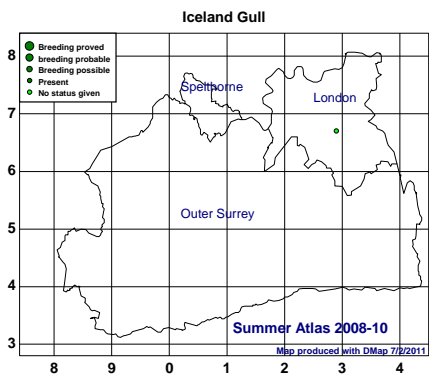 Iceland Gull
Breeding proved
breeding probable
Breeding possible
Present
No status given
8
7
6
5
4
3
Spelthorne
London
Outer Surrey
Summer Atlas 2008-10
Map produced with DMap 7/2/2011
8 9 0 1 2 3 4